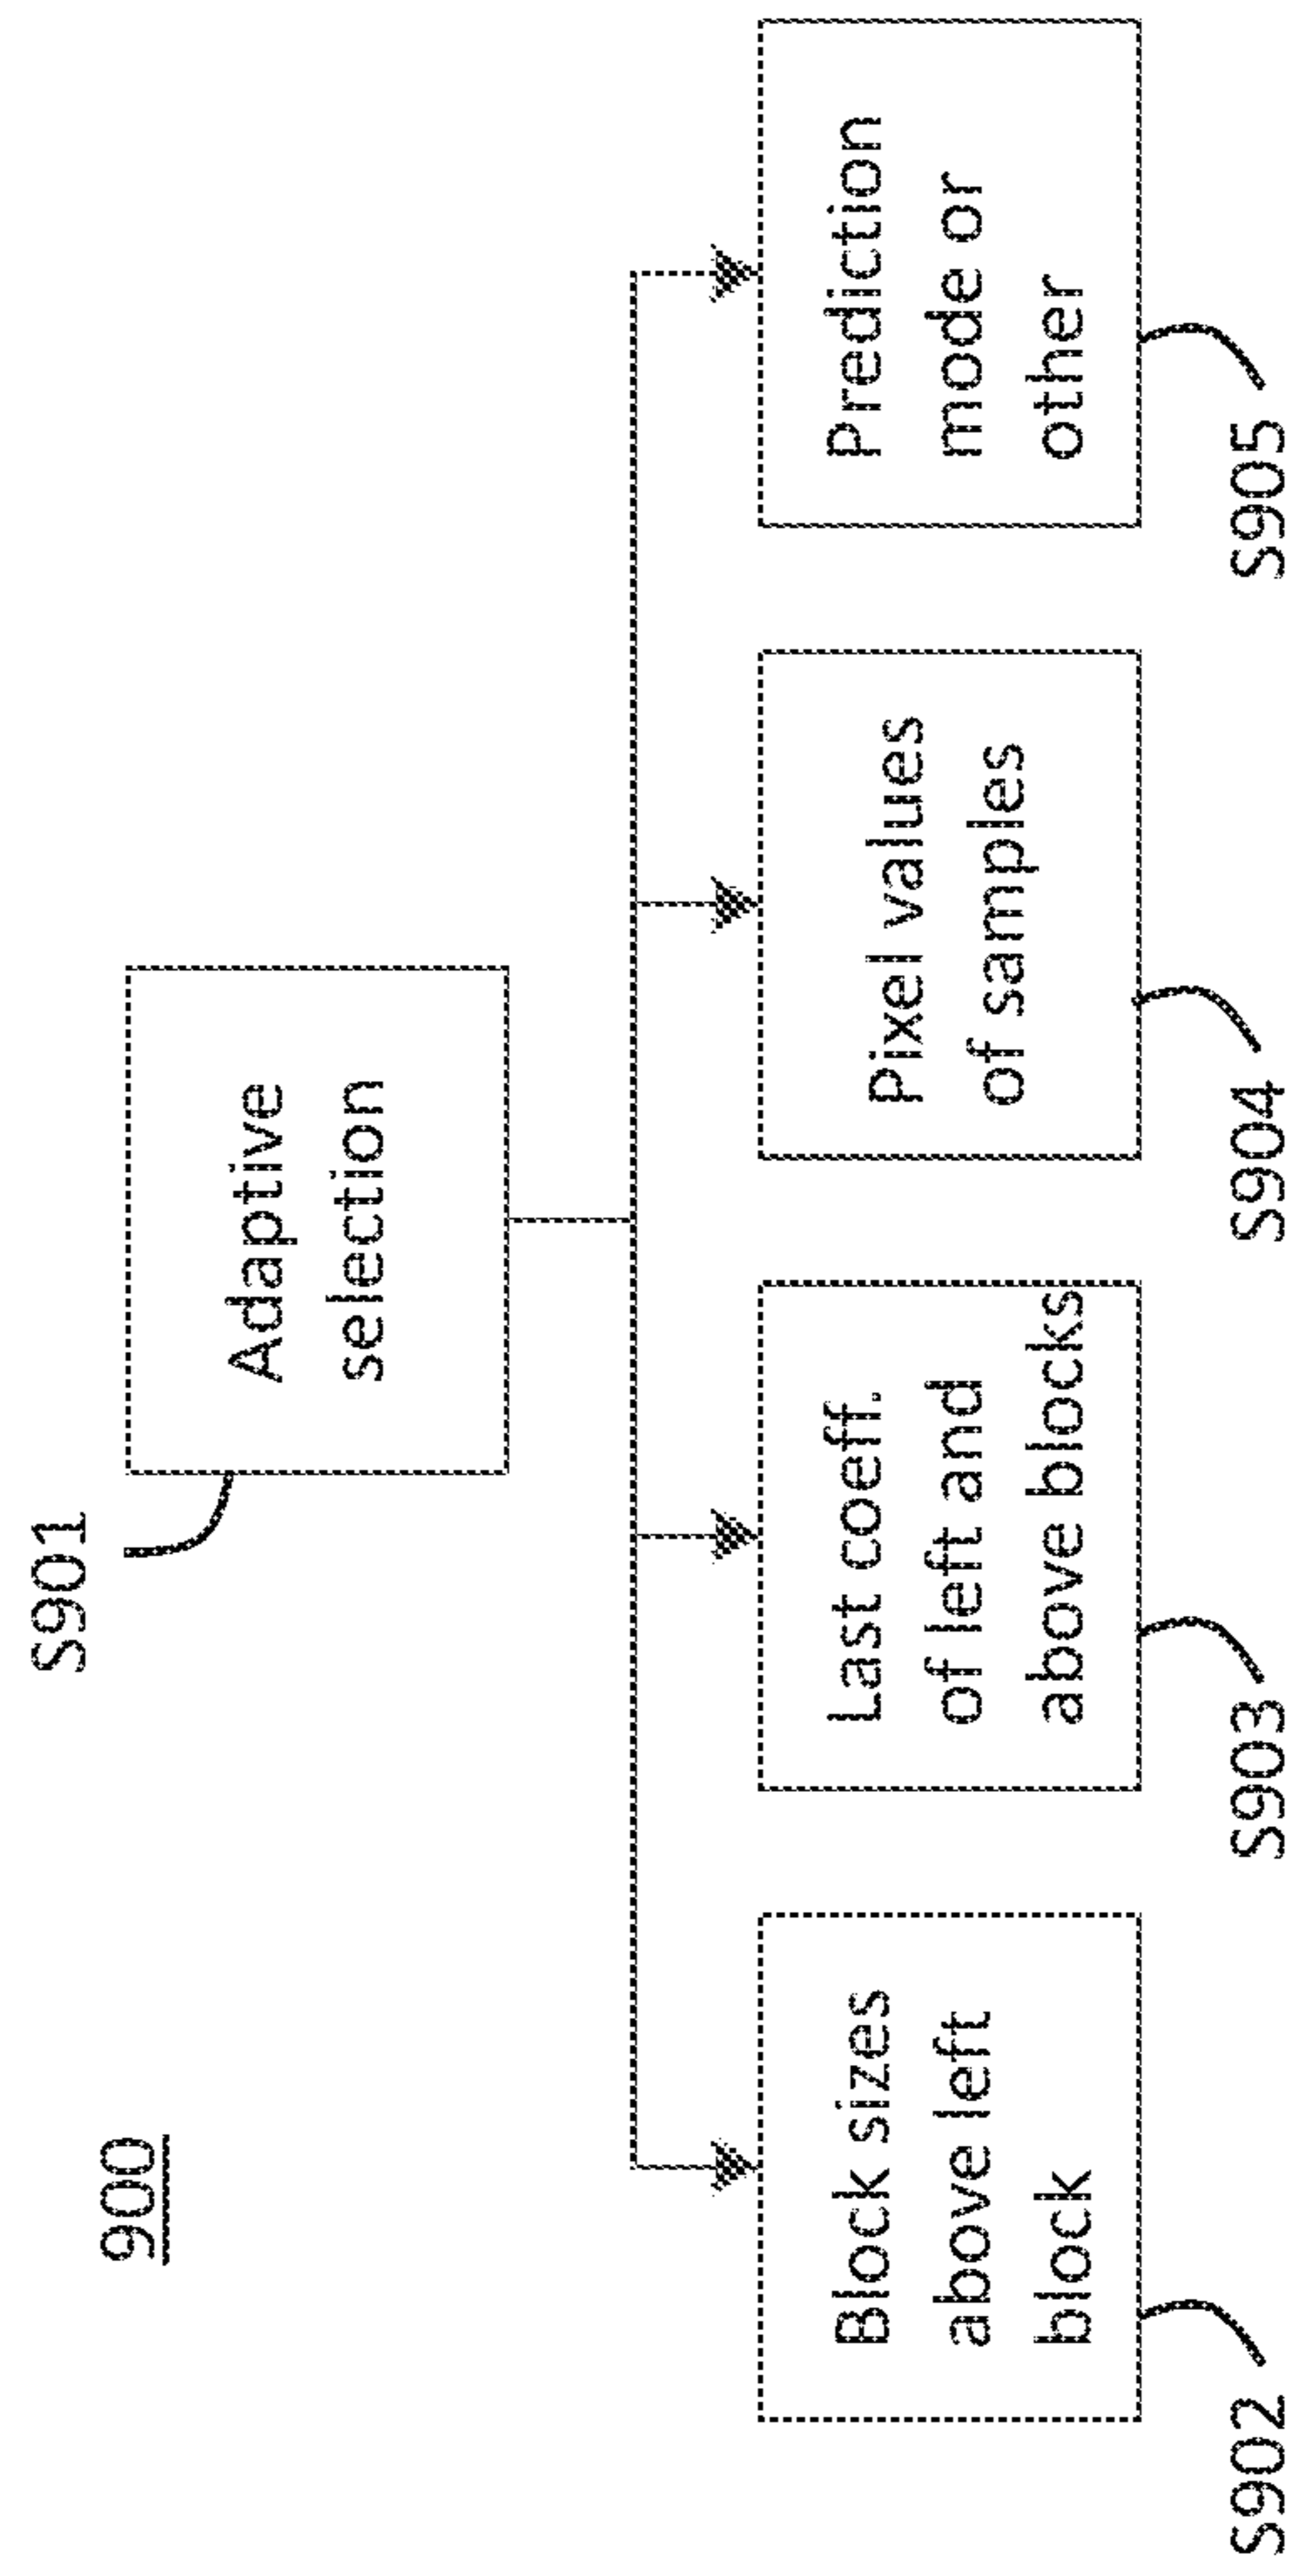 900
S901
Adaptive
selection
Block sizes
above left
block
S902
Last coeff.
of left and
above blocks
S903
Pixel values
of samples
S904
Prediction
mode or
other
S905